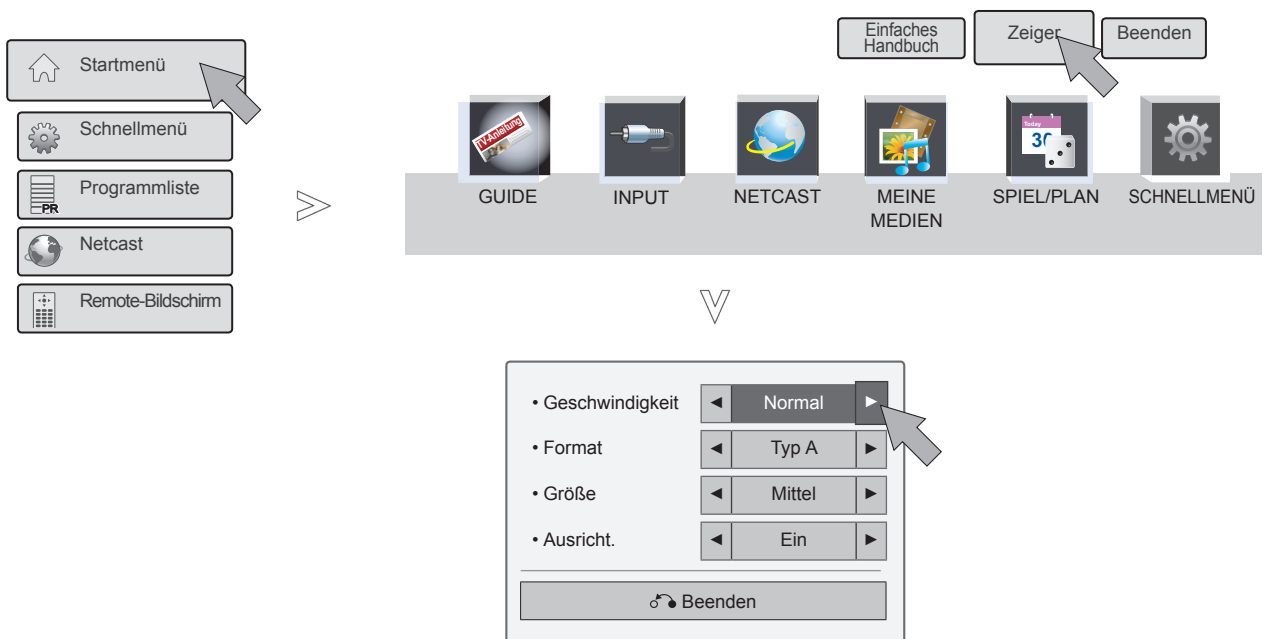 Startmenü
Schnellmenü
Programmliste
PR
Netcast
Remote-Bildschirm
Einfaches
Handbuch
Zeiger
Beenden
TV-Anleitung
Today
30
GUIDE
INPUT
NETCAST
MEINE
MEDIEN
SPIEL/PLAN
SCHNELLMENÜ
• Geschwindigkeit ◄ Normal ►
• Format ◄ Typ A ►
• Größe ◄ Mittel ►
• Ausricht. ◄ Ein ►
Beenden